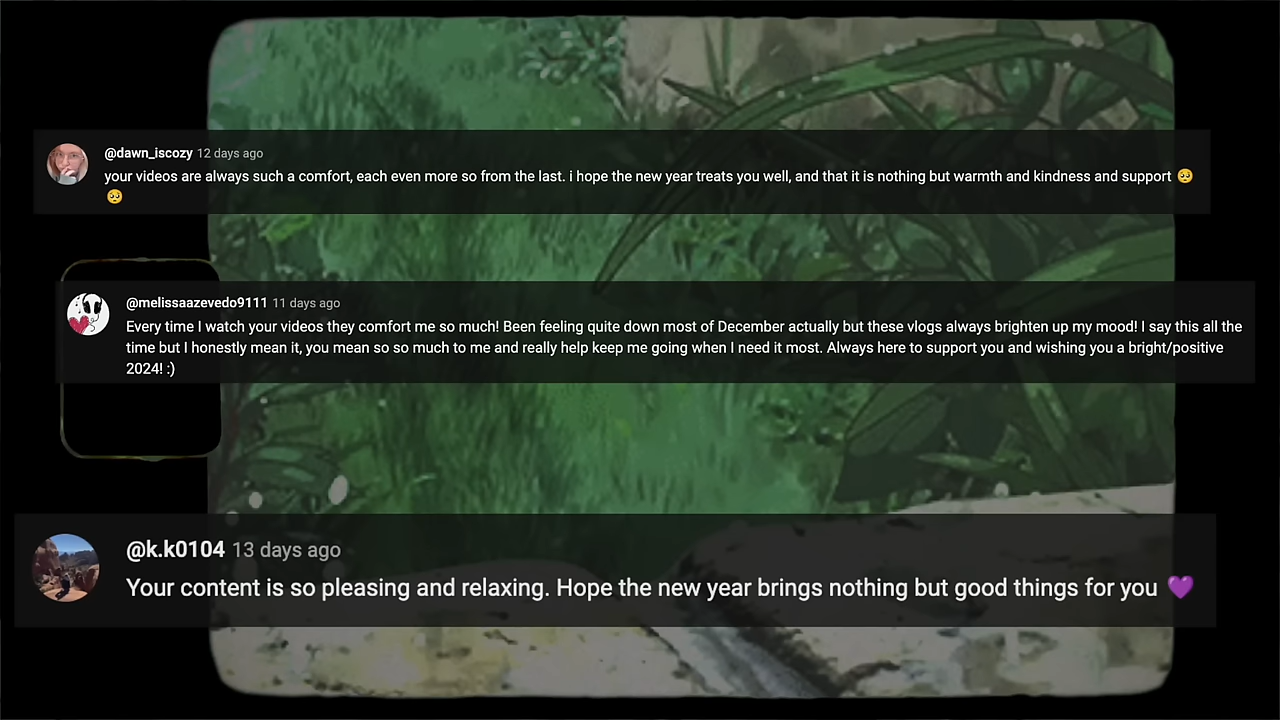 @dawn_iscozy 12 days ago
your videos are always such a comfort, each even more so from the last. i hope the new year treats you well, and that it is nothing but warmth and kindness and support 🥺
🥺
@melissaazevedo9111 11 days ago
Every time I watch your videos they comfort me so much! Been feeling quite down most of December actually but these vlogs always brighten up my mood! I say this all the
time but I honestly mean it, you mean so so much to me and really help keep me going when I need it most. Always here to support you and wishing you a bright/positive
2024! :)
@k.k0104 13 days ago
Your content is so pleasing and relaxing. Hope the new year brings nothing but good things for you 💜